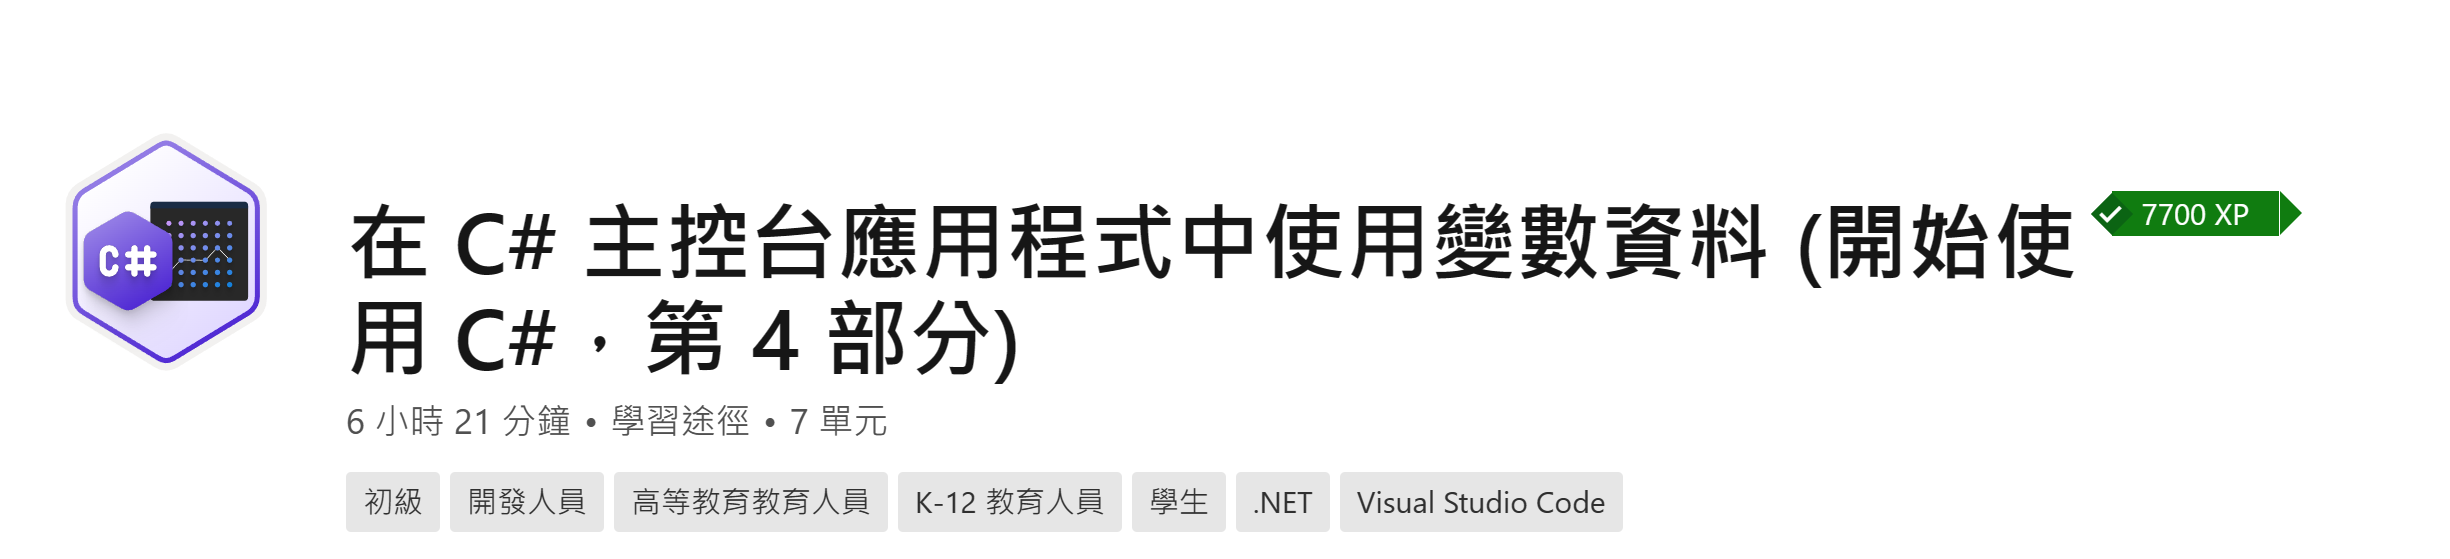 C#
在 C# 主控台應用程式中使用變數資料 (開始使
7700 XP
用 C#，第 4 部分)
6 小時 21 分鐘 • 學習途徑 • 7 單元
初級 開發人員 高等教育教育人員 K-12 教育人員 學生 .NET Visual Studio Code